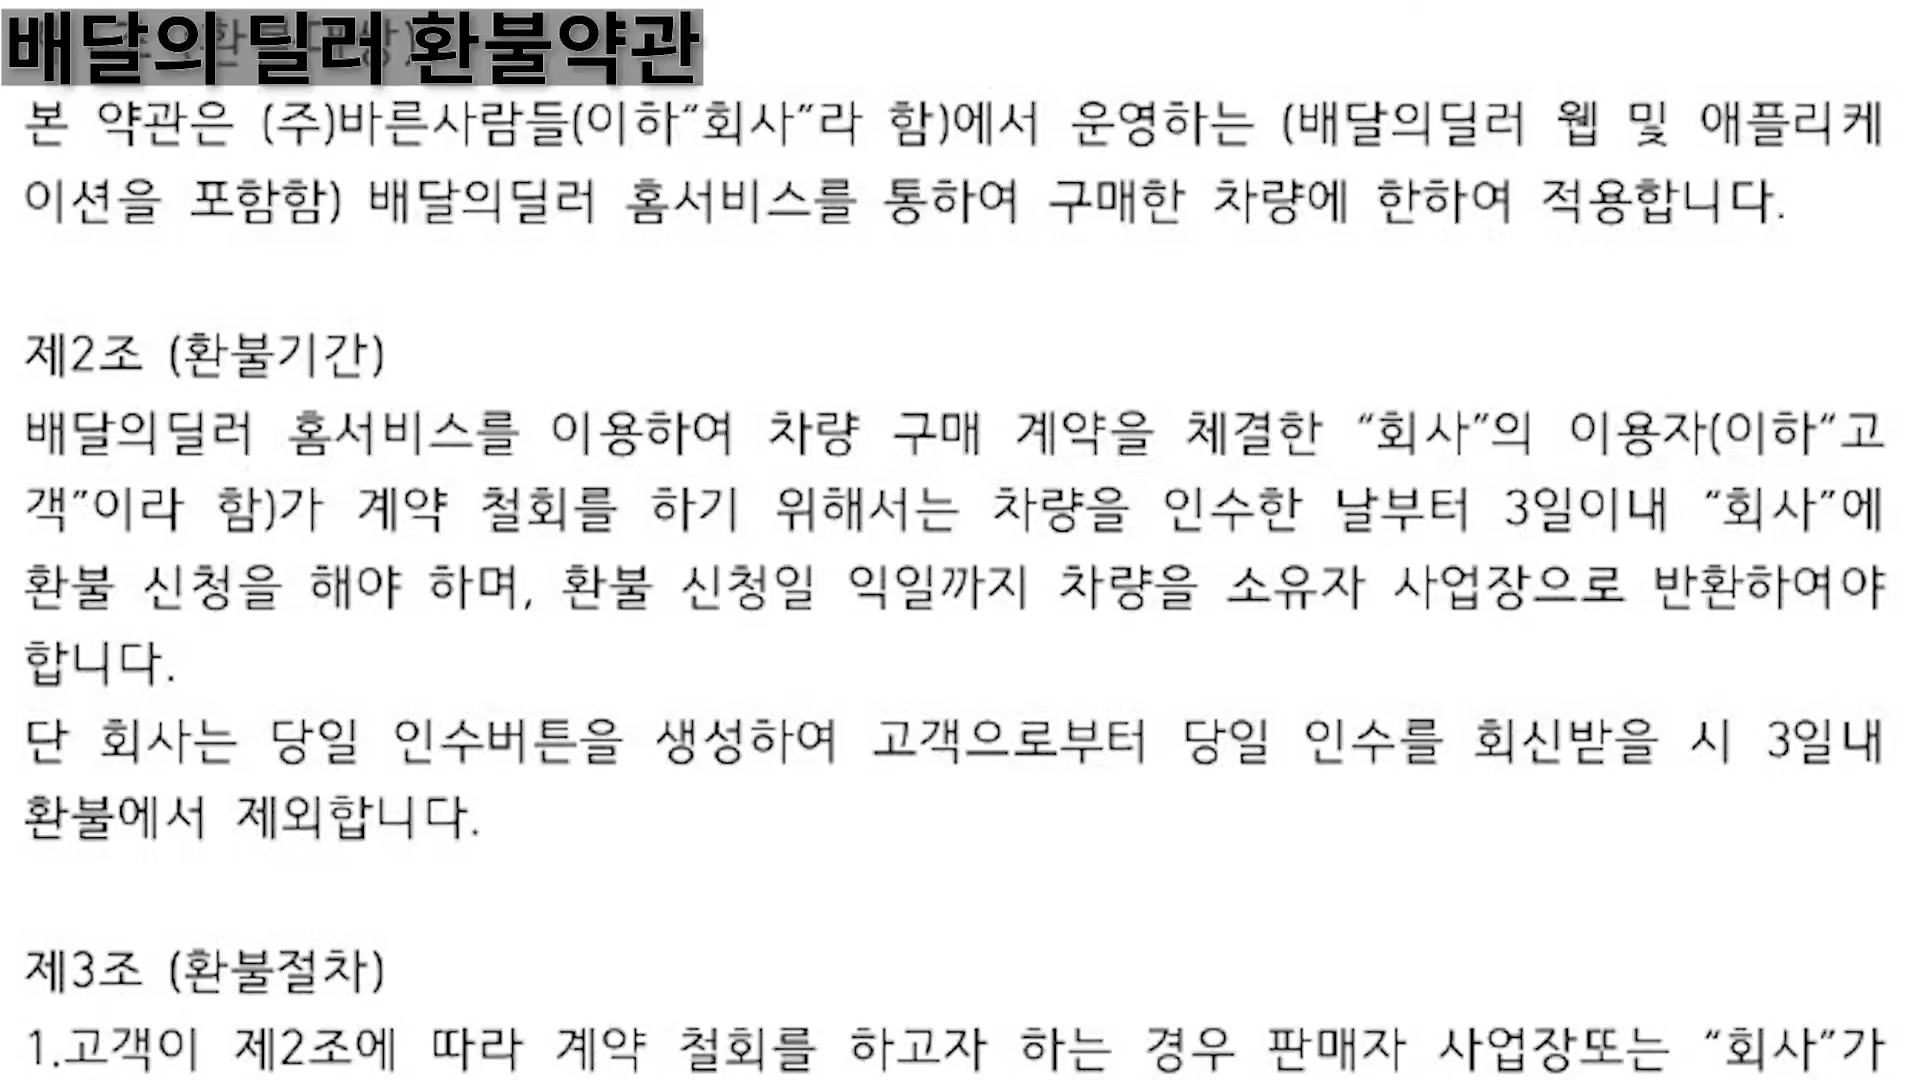 배달의 딜러 환불약관
본 약관은 (주)바른사람들(이하“회사”라 함)에서 운영하는 (배달의딜러 웹 및 애플리케
이션을 포함함) 배달의딜러 홈서비스를 통하여 구매한 차량에 한하여 적용합니다.
제2조 (환불기간)
배달의딜러 홈서비스를 이용하여 차량 구매 계약을 체결한 “회사”의 이용자(이하“고
객”이라 함)가 계약 철회를 하기 위해서는 차량을 인수한 날부터 3일이내 “회사”에
환불 신청을 해야 하며, 환불 신청일 익일까지 차량을 소유자 사업장으로 반환하여야
합니다.
단 회사는 당일 인수버튼을 생성하여 고객으로부터 당일 인수를 회신받을 시 3일내
환불에서 제외합니다.
제3조 (환불절차)
1.고객이 제2조에 따라 계약 철회를 하고자 하는 경우 판매자 사업장또는 “회사”가